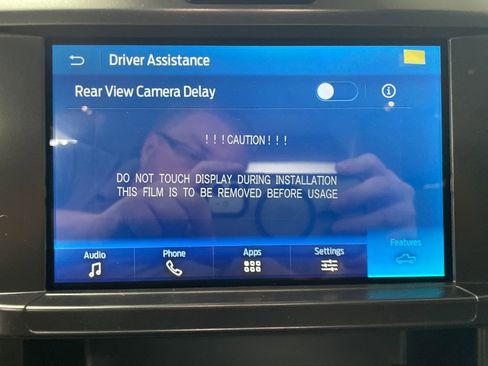 Driver Assistance
Rear View Camera Delay
!!!CAUTION!!!
DO NOT TOUCH DISPLAY DURING INSTALLATION
THIS FILM IS TO BE REMOVED BEFORE USAGE
Audio Phone Apps Settings Features